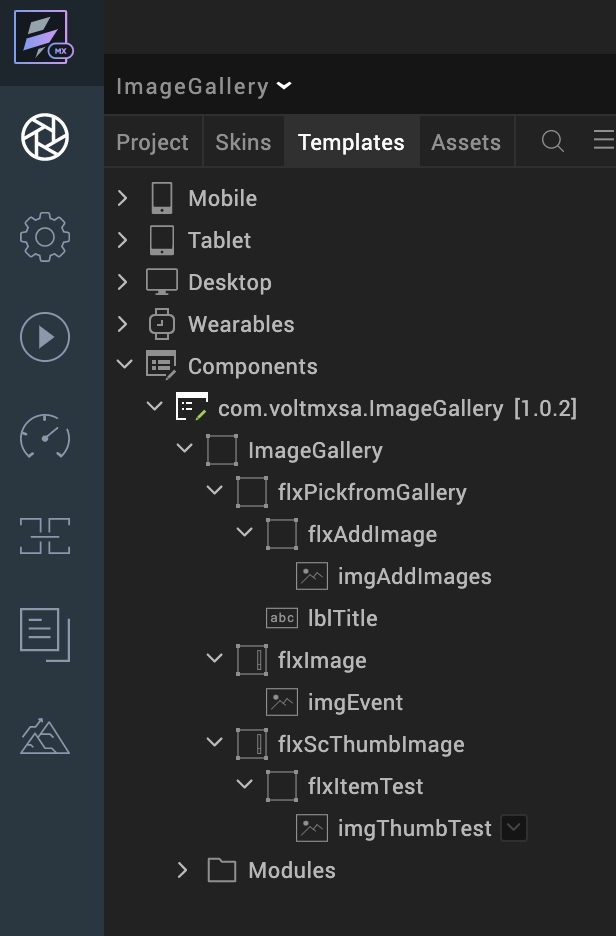 MX
ImageGallery
Project Skins Templates Assets
Mobile
Tablet
Desktop
Wearables
Components
com.voltmxsa.ImageGallery [1.0.2]
ImageGallery
flxPickfromGallery
flxAddImage
imgAddImages
abc lblTitle
flxImage
imgEvent
flxScThumbImage
flxItemTest
imgThumbTest
Modules